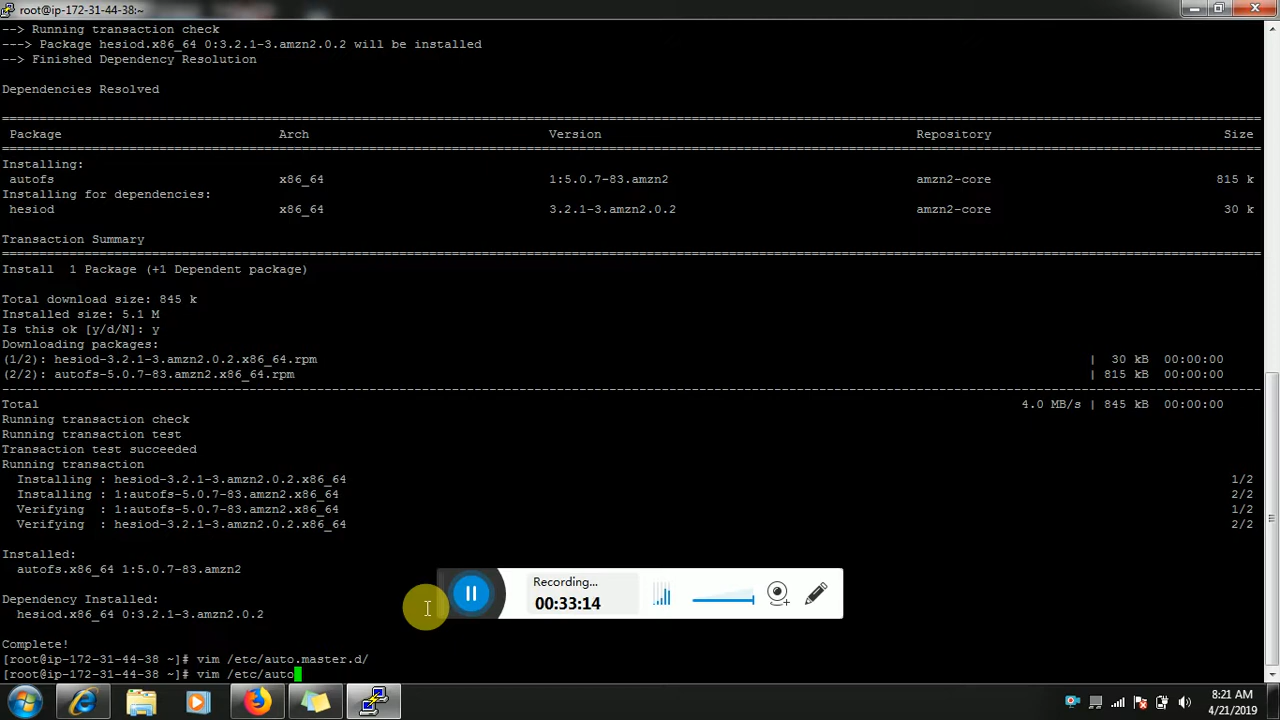 root@ip-172-31-44-38:~
--> Running transaction check
---> Package hesiod.x86_64 0:3.2.1-3.amzn2.0.2 will be installed
--> Finished Dependency Resolution
Dependencies Resolved
Package Arch Version Repository Size
Installing:
autofs x86_64 1:5.0.7-83.amzn2 amzn2-core 815 k
Installing for dependencies:
hesiod x86_64 3.2.1-3.amzn2.0.2 amzn2-core 30 k
Transaction Summary
Install 1 Package (+1 Dependent package)
Total download size: 845 k
Installed size: 5.1 M
Is this ok [y/d/N]: y
Downloading packages:
(1/2): hesiod-3.2.1-3.amzn2.0.2.x86_64.rpm | 30 kB 00:00:00
(2/2): autofs-5.0.7-83.amzn2.x86_64.rpm | 815 kB 00:00:00
Total 4.0 MB/s | 845 kB 00:00:00
Running transaction check
Running transaction test
Transaction test succeeded
Running transaction
Installing : hesiod-3.2.1-3.amzn2.0.2.x86_64 1/2
Installing : 1:autofs-5.0.7-83.amzn2.x86_64 2/2
Verifying : 1:autofs-5.0.7-83.amzn2.x86_64 1/2
Verifying : hesiod-3.2.1-3.amzn2.0.2.x86_64 2/2
Installed:
autofs.x86_64 1:5.0.7-83.amzn2
Dependency Installed:
hesiod.x86_64 0:3.2.1-3.amzn2.0.2
Recording...
00:33:14
Complete!
[root@ip-172-31-44-38 ~]# vim /etc/auto.master.d/
[root@ip-172-31-44-38 ~]# vim /etc/auto
8:21 AM
4/21/2019